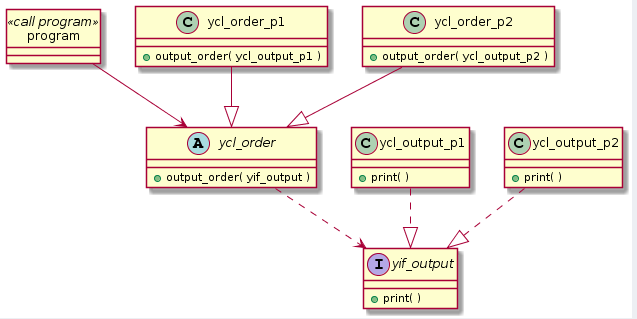 «call program»
program
C ycl_order_p1
output_order( ycl_output_p1 )
C ycl_order_p2
output_order( ycl_output_p2 )
A ycl_order
output_order( yif_output )
C ycl_output_p1
print( )
C ycl_output_p2
print( )
I yif_output
print( )